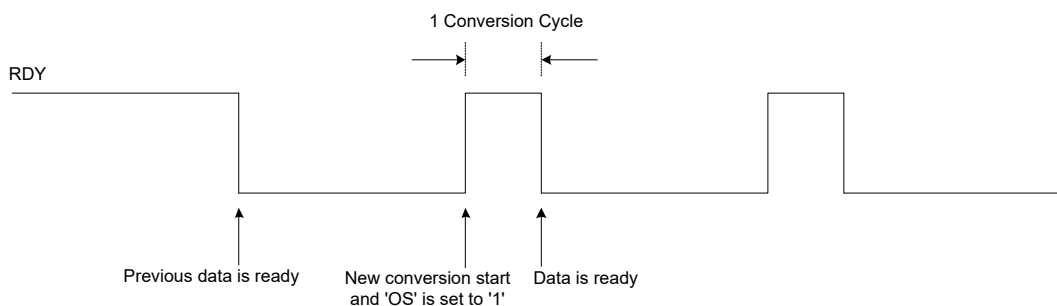 1 Conversion Cycle
RDY
Previous data is ready
New conversion start
and 'OS' is set to '1'
Data is ready